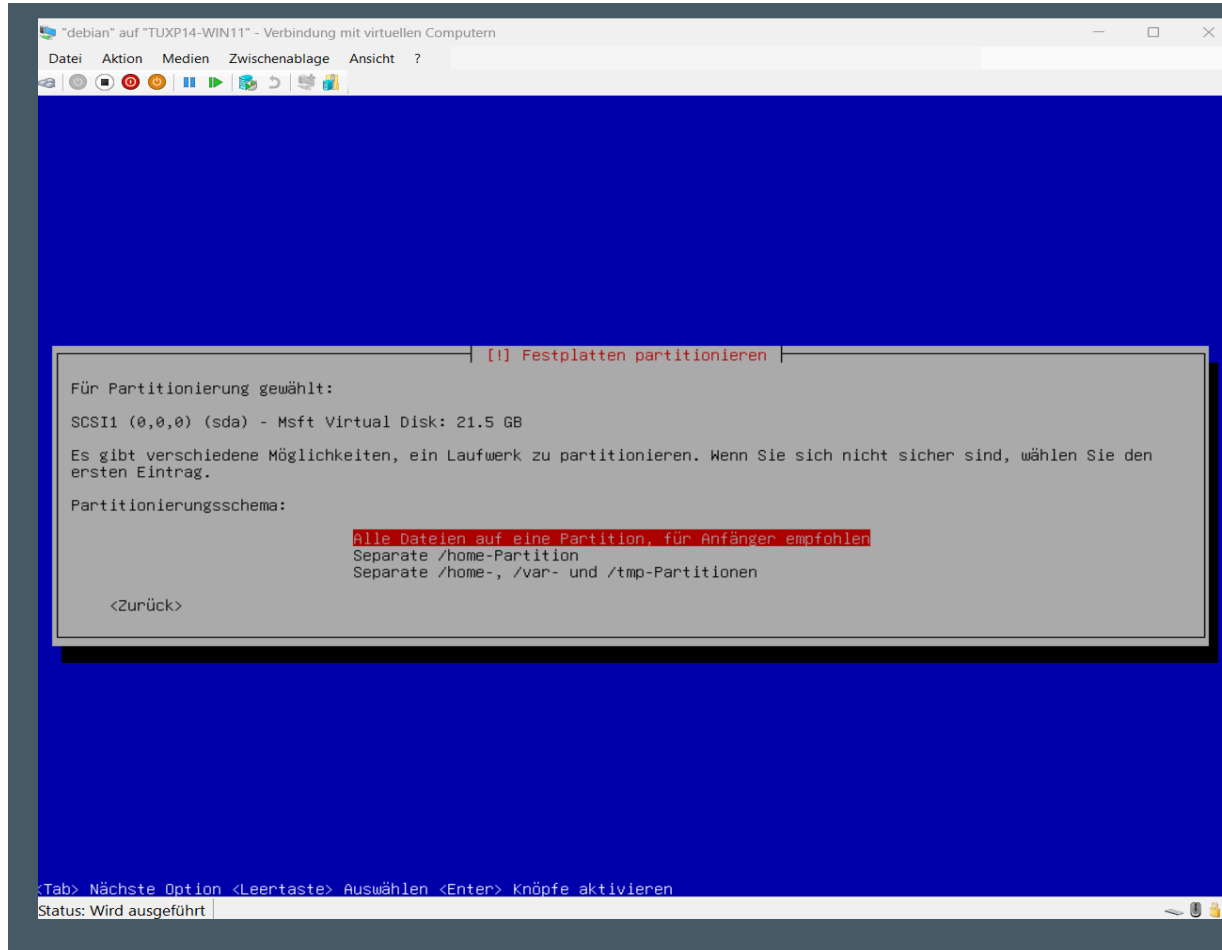 "debian" auf "TUXP14-WIN11" - Verbindung mit virtuellen Computern
Datei Aktion Medien Zwischenablage Ansicht ?
[!] Festplatten partitionieren
Für Partitionierung gewählt:
SCSI1 (0,0,0) (sda) - Msft Virtual Disk: 21.5 GB
Es gibt verschiedene Möglichkeiten, ein Laufwerk zu partitionieren. Wenn Sie sich nicht sicher sind, wählen Sie den
ersten Eintrag.
Partitionierungsschema:
Alle Dateien auf eine Partition, für Anfänger empfohlen
Separate /home-Partition
Separate /home-, /var- und /tmp-Partitionen
<Zurück>
<Tab> Nächste Option <Leertaste> Auswählen <Enter> Knöpfe aktivieren
Status: Wird ausgeführt